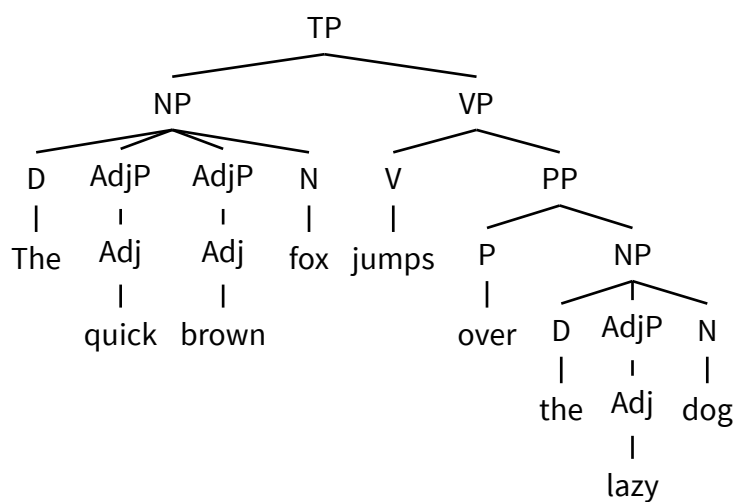 TP
NP VP
D AdjP AdjP N V PP
The Adj Adj fox jumps P NP
quick brown over D AdjP N
the Adj dog
lazy